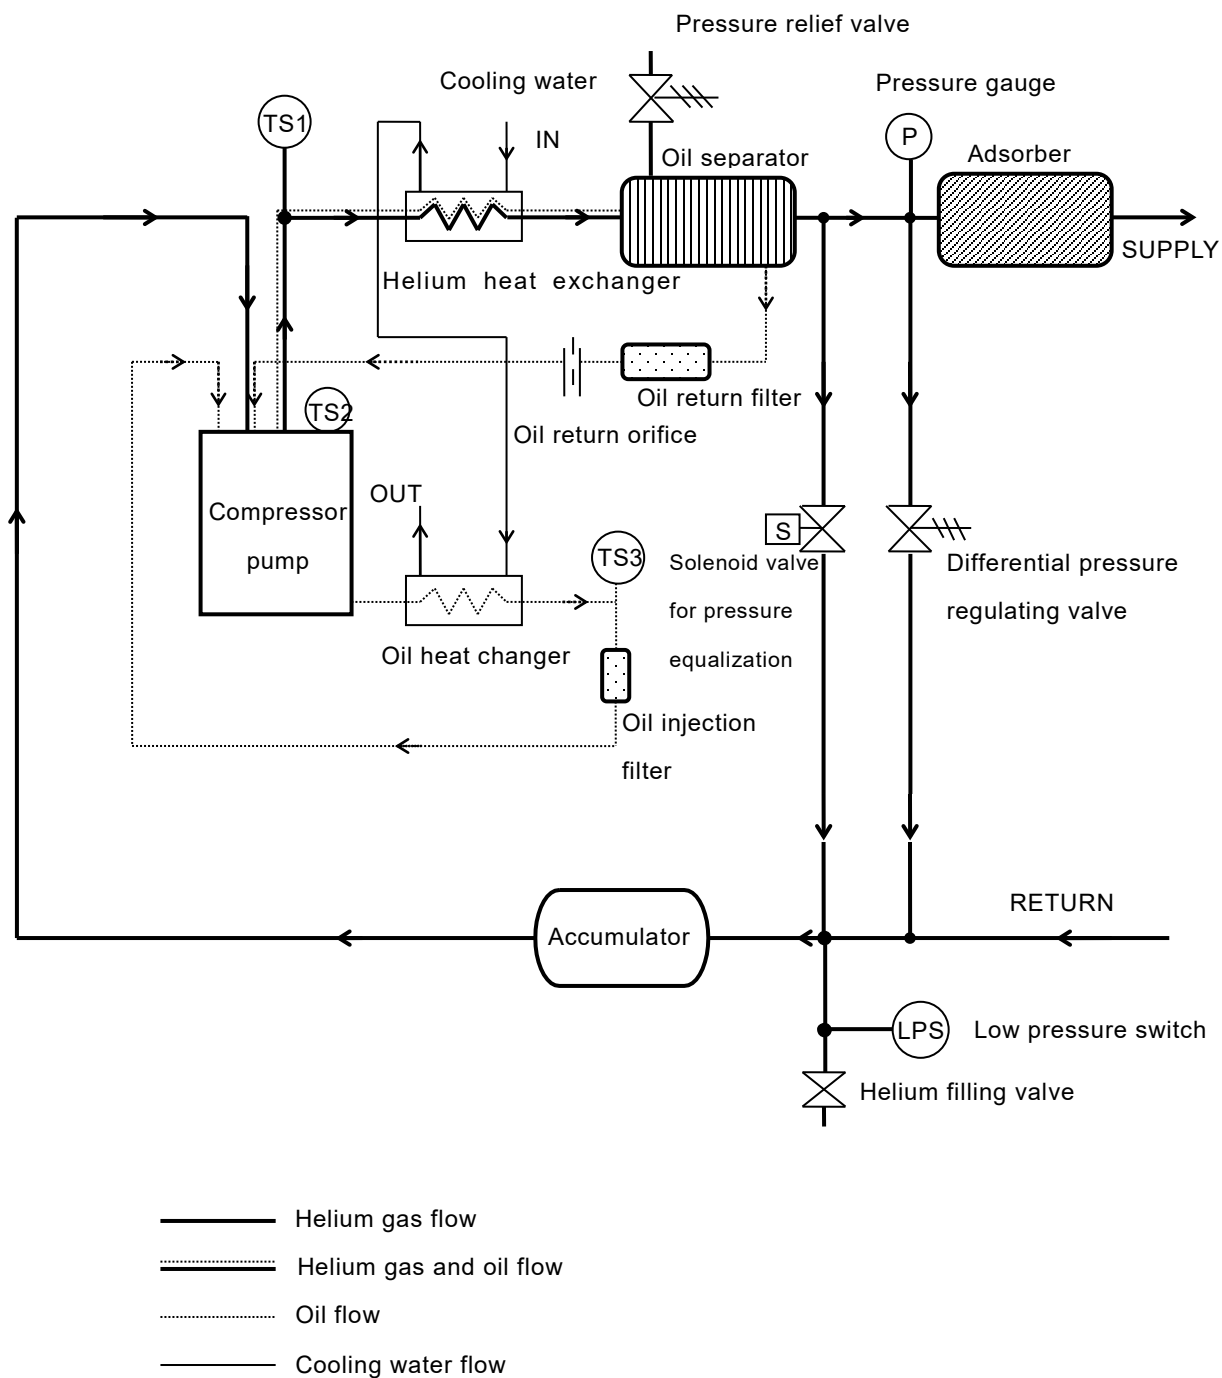 Pressure relief valve
Cooling water
Pressure gauge
TS1
IN
P
Oil separator
Adsorber
SUPPLY
Helium heat exchanger
Oil return filter
TS2
Oil return orifice
OUT
Compressor
pump
S
TS3
Solenoid valve
for pressure
equalization
Differential pressure
regulating valve
Oil heat changer
Oil injection
filter
RETURN
Accumulator
LPS
Low pressure switch
Helium filling valve
Helium gas flow
Helium gas and oil flow
Oil flow
Cooling water flow